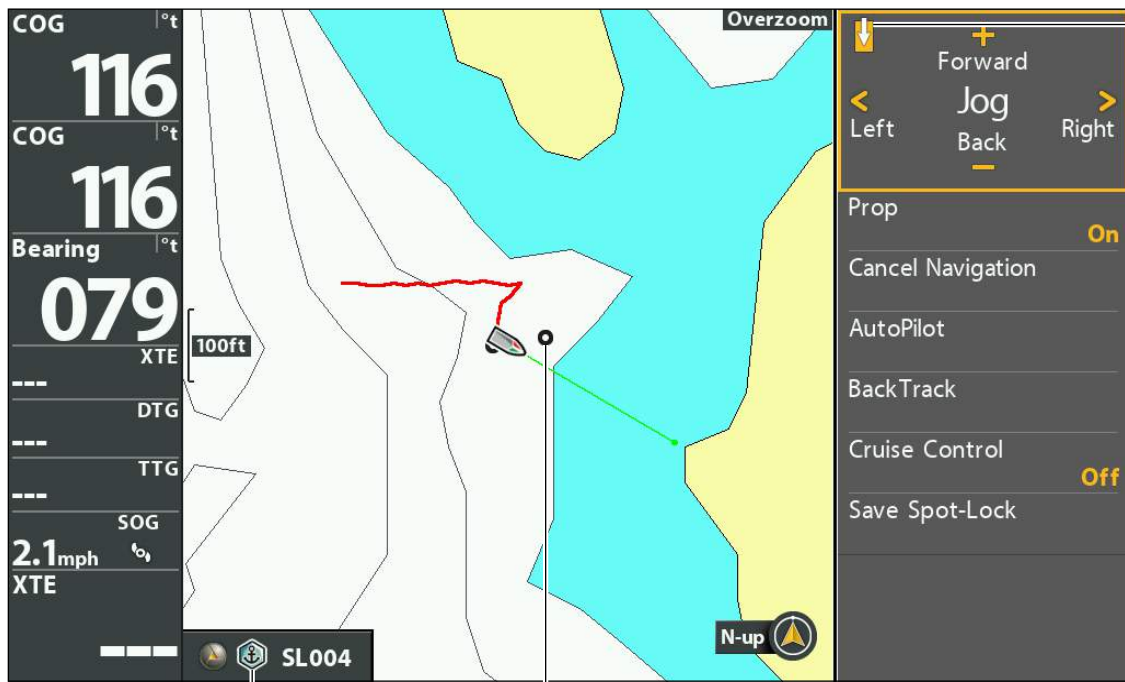 COG °t
116
COG °t
116
Bearing °t
079
XTE
---
DTG
---
TTG
---
SOG
2.1mph
XTE
---
Overzoom
100ft
SL004
N-up
+
Forward
< Jog >
Left Right
Back
−
Prop
On
Cancel Navigation
AutoPilot
BackTrack
Cruise Control
Off
Save Spot-Lock